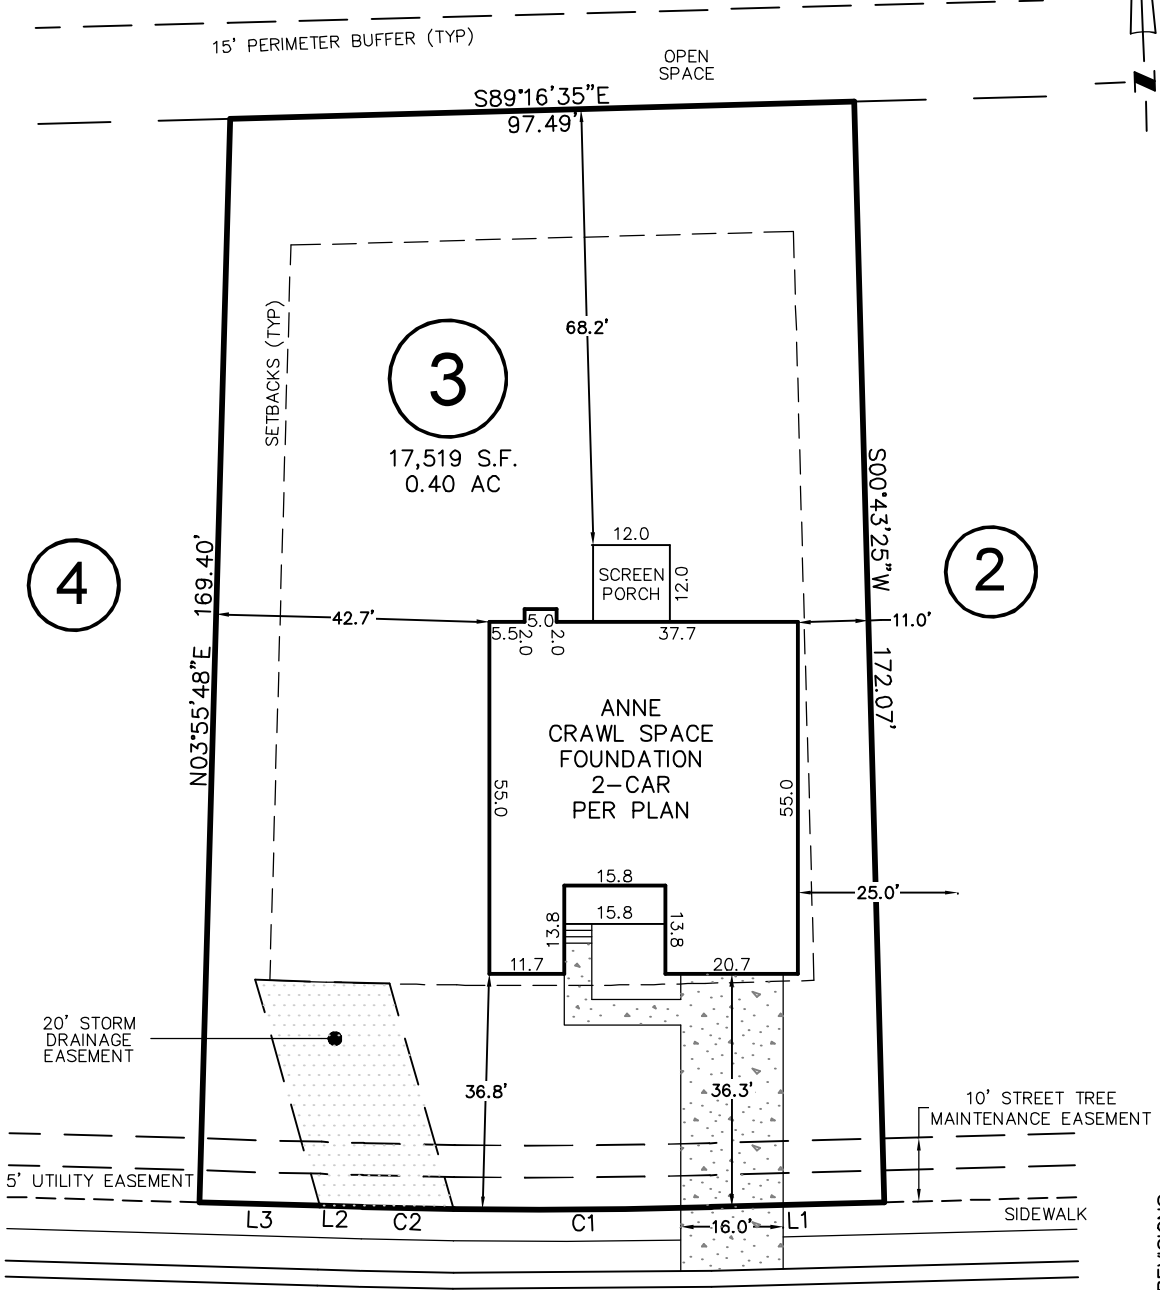 15' PERIMETER BUFFER (TYP)
OPEN
SPACE
S89°16'35"E
97.49'
68.2'
SETBACKS (TYP)
3
17,519 S.F.
0.40 AC
4
2
N03°55'48"E 169.40'
S00°43'25"W 172.07'
12.0
SCREEN
PORCH
12.0
42.7'
5.5
2.0
5.0
2.0
37.7
11.0'
ANNE
CRAWL SPACE
FOUNDATION
2-CAR
PER PLAN
55.0
55.0
15.8
15.8
13.8
13.8
25.0'
11.7
20.7
20' STORM
DRAINAGE
EASEMENT
36.8'
36.3'
10' STREET TREE
MAINTENANCE EASEMENT
5' UTILITY EASEMENT
L3
L2
C2
C1
16.0'
L1
SIDEWALK